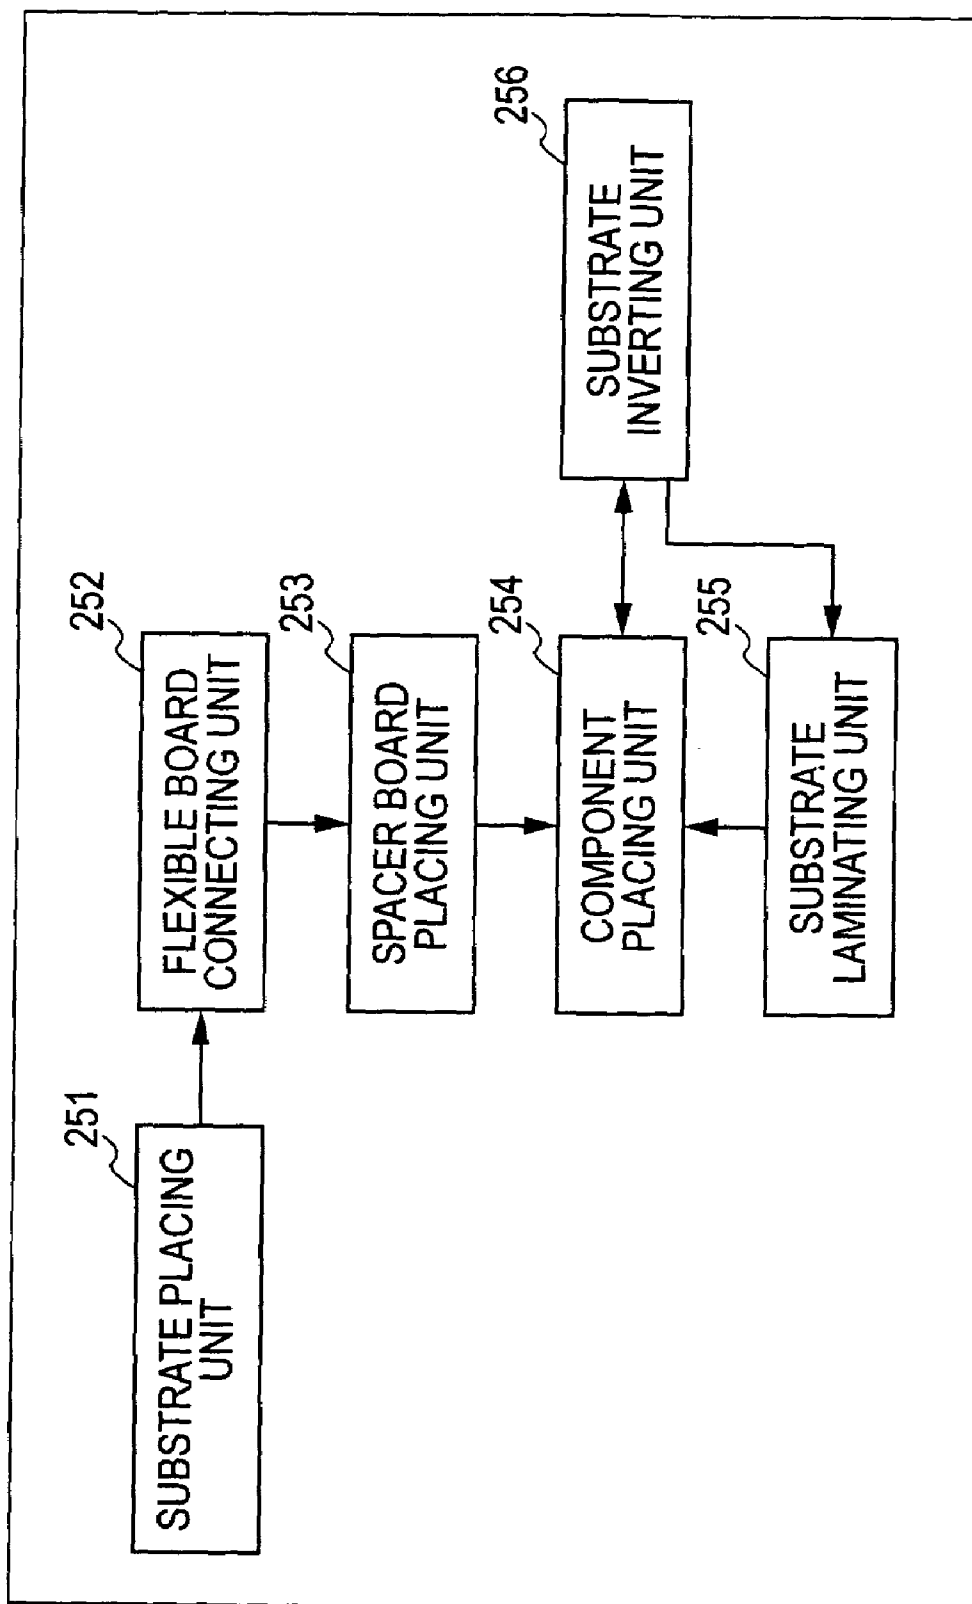 251
SUBSTRATE PLACING
UNIT
252
FLEXIBLE BOARD
CONNECTING UNIT
253
SPACER BOARD
PLACING UNIT
254
COMPONENT
PLACING UNIT
255
SUBSTRATE
LAMINATING UNIT
256
SUBSTRATE
INVERTING UNIT